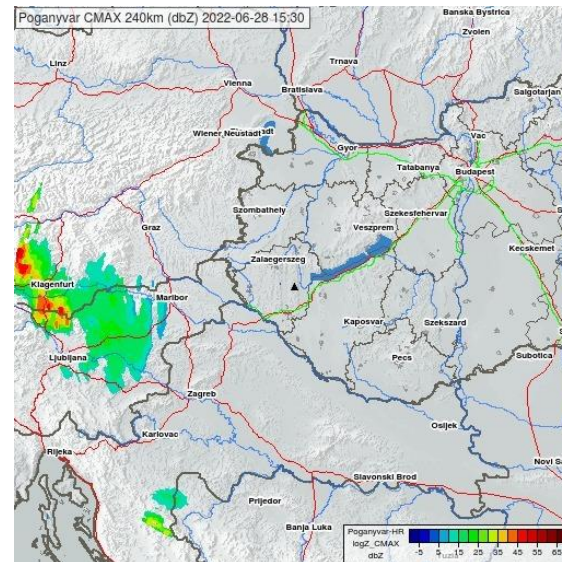 Poganyvar CMAX 240km (dbZ) 2022-06-28 15:30
Banska Bystrica
Zvolen
Linz
Trnava
Vienna
Bratislava
Salgotarjan
Wiener Neustadt
Vac
Gyor
Tatabanya
Budapest
Szombathely
Szekesfehervar
Graz
Veszprem
Kecskemet
Zalaegerszeg
Klagenfurt
Maribor
Kaposvar
Szekszard
Ljubljana
Pecs
Subotica
Zagreb
Karlovac
Osijek
Rijeka
Novi Sa
Slavonski Brod
Prijedor
Banja Luka
Poganyvar-HR
logZ_CMAX
dbZ
-5 5 15 25 35 45 55 65
Tuzla